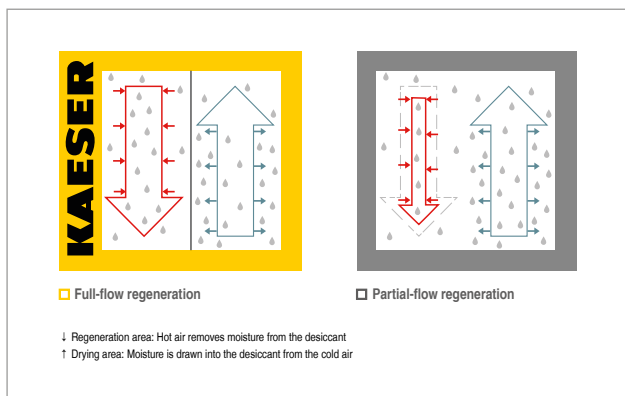 KAESER
Full-flow regeneration
Partial-flow regeneration
↓ Regeneration area: Hot air removes moisture from the desiccant
↑ Drying area: Moisture is drawn into the desiccant from the cold air